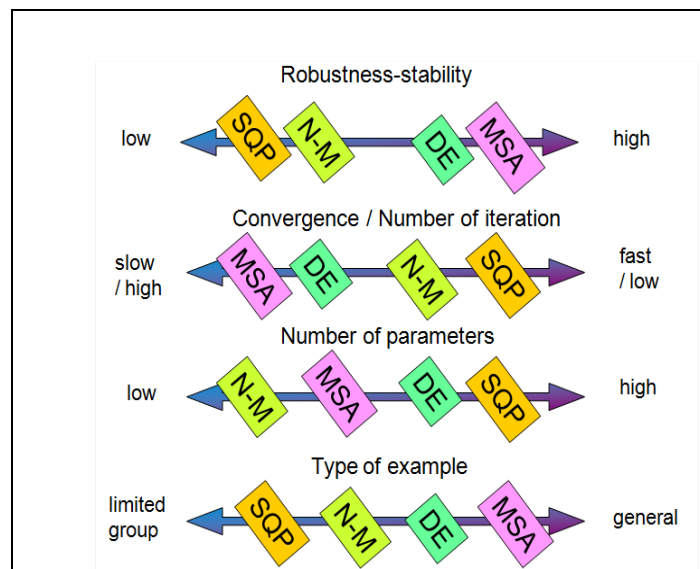 Robustness-stability
low SQP N-M DE MSA high
Convergence / Number of iteration
slow
/ high
MSA DE N-M SQP
fast
/ low
Number of parameters
low N-M MSA DE SQP high
Type of example
limited
group
SQP N-M DE MSA general